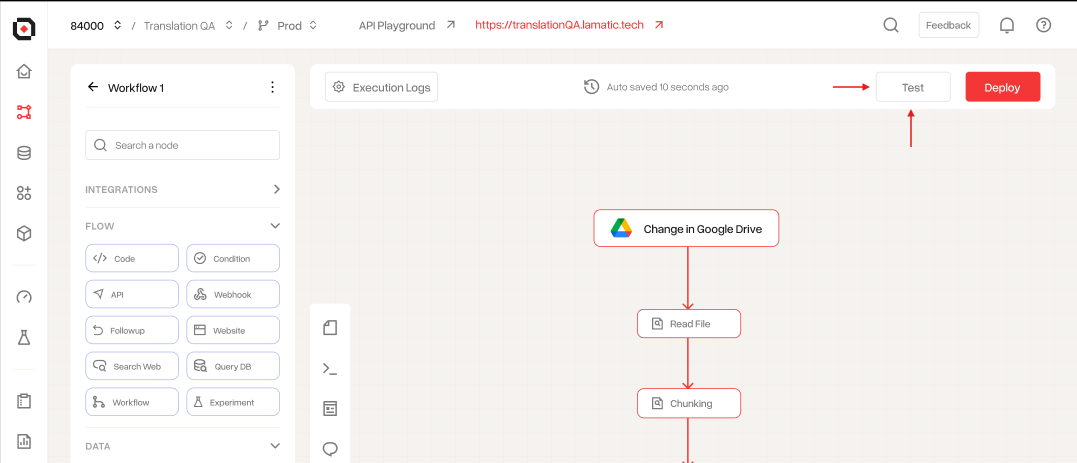 84000 / Translation QA / Prod API Playground https://translationQA.lamatic.tech Feedback
Workflow 1
Execution Logs Auto saved 10 seconds ago Test Deploy
Search a node
INTEGRATIONS
FLOW
Code Condition
API Webhook
Followup Website
Search Web Query DB
Workflow Experiment
DATA
Change in Google Drive
Read File
Chunking